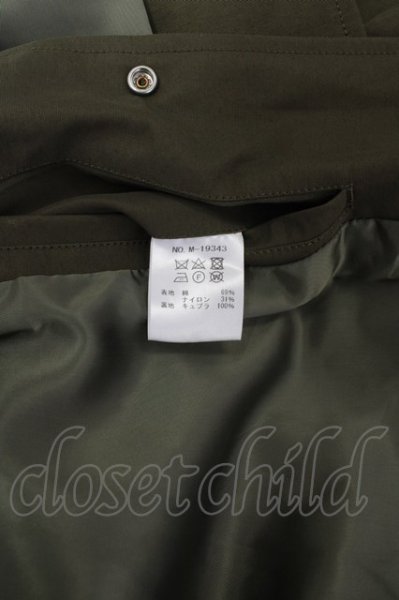 NO. M-19343
表地 綿 69%
ナイロン 31%
裏地 キュプラ 100%
closet child